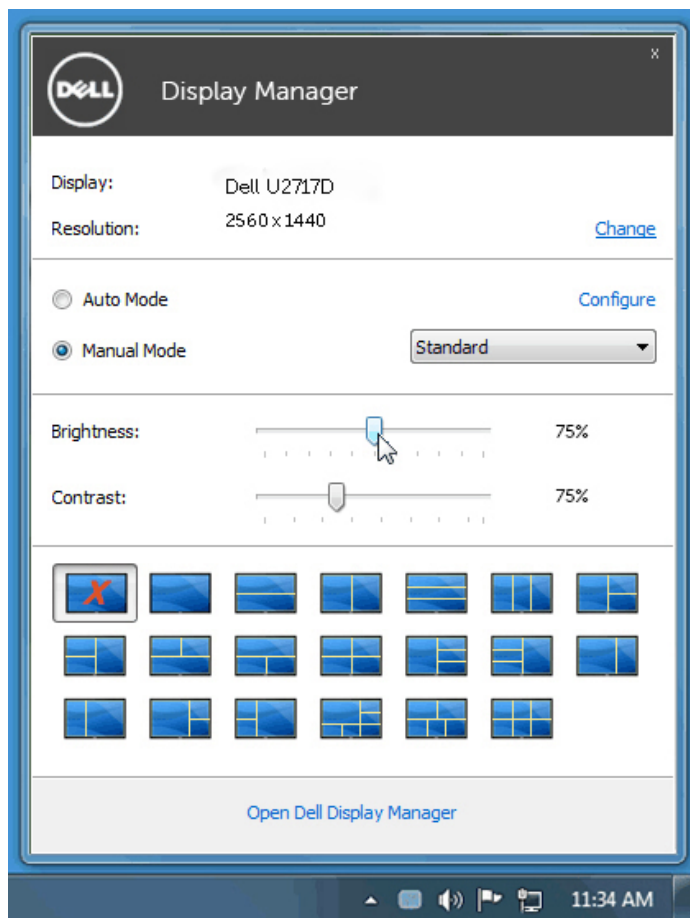 x
DELL
Display Manager
Display: Dell U2717D
Resolution: 2560 x 1440 Change
Auto Mode Configure
Manual Mode Standard
Brightness: 75%
Contrast: 75%
Open Dell Display Manager
11:34 AM